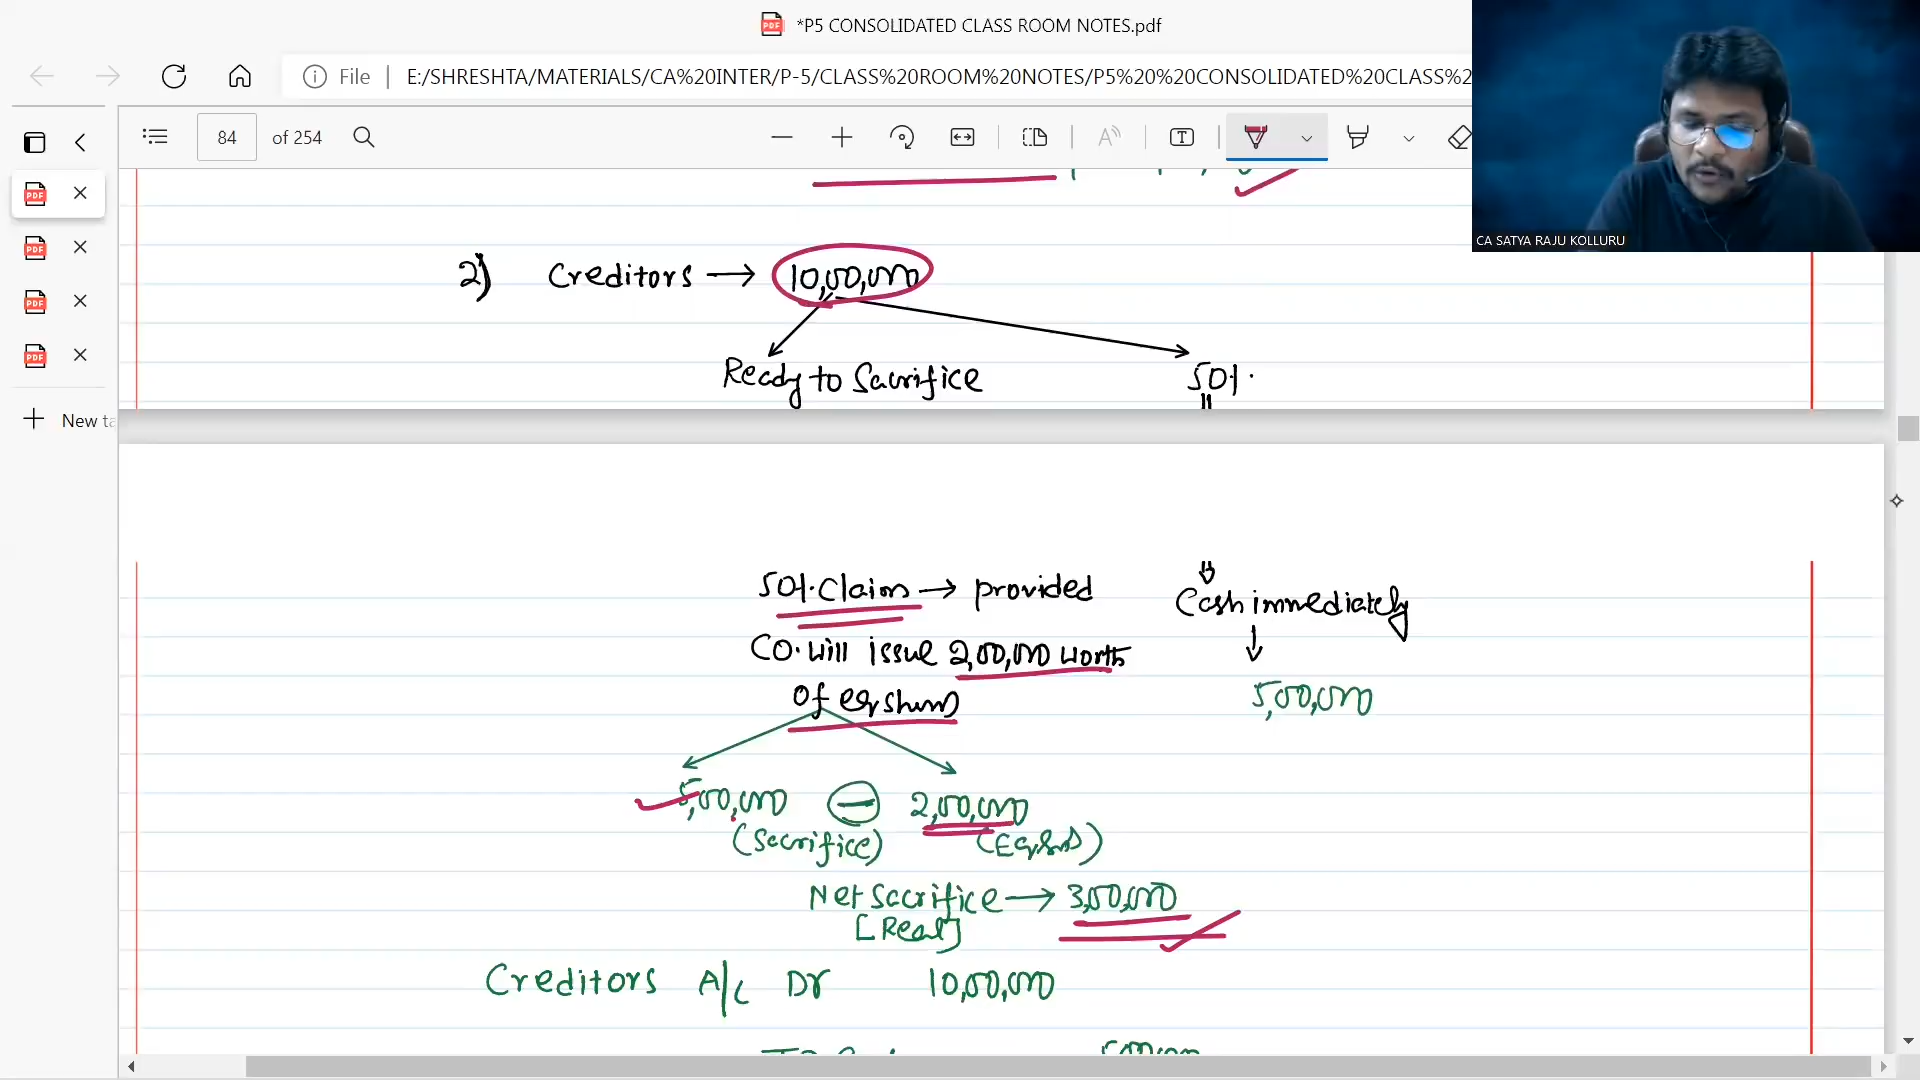 *P5 CONSOLIDATED CLASS ROOM NOTES.pdf
File | E:/SHRESHTA/MATERIALS/CA%20INTER/P-5/CLASS%20ROOM%20NOTES/P5%20%20CONSOLIDATED%20CLASS%2
84 of 254
CA SATYA RAJU KOLLURU
New ta
2) Creditors → 10,00,000
Ready to Sacrifice 50%.
50%. Claim → provided
Cash immediately
Co. will issue 2,00,000 worth
of eq shares
5,00,000
5,00,000 - 2,00,000
(Sacrifice) (Eq shares)
Net Sacrifice → 3,00,000
[Real]
Creditors A/c Dr 10,00,000